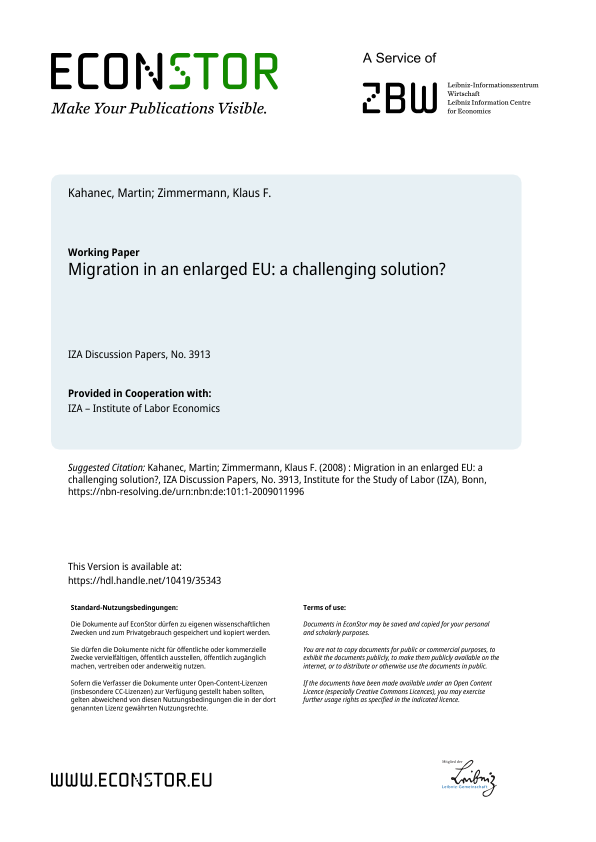 ECONSTOR
Make Your Publications Visible.
A Service of
ZBW
Leibniz-Informationszentrum
Wirtschaft
Leibniz Information Centre
for Economics
Kahanec, Martin; Zimmermann, Klaus F.
Working Paper
Migration in an enlarged EU: a challenging solution?
IZA Discussion Papers, No. 3913
Provided in Cooperation with:
IZA – Institute of Labor Economics
Suggested Citation: Kahanec, Martin; Zimmermann, Klaus F. (2008) : Migration in an enlarged EU: a
challenging solution?, IZA Discussion Papers, No. 3913, Institute for the Study of Labor (IZA), Bonn,
https://nbn-resolving.de/urn:nbn:de:101:1-2009011996
This Version is available at:
https://hdl.handle.net/10419/35343
Standard-Nutzungsbedingungen:
Die Dokumente auf EconStor dürfen zu eigenen wissenschaftlichen
Zwecken und zum Privatgebrauch gespeichert und kopiert werden.
Sie dürfen die Dokumente nicht für öffentliche oder kommerzielle
Zwecke vervielfältigen, öffentlich ausstellen, öffentlich zugänglich
machen, vertreiben oder anderweitig nutzen.
Sofern die Verfasser die Dokumente unter Open-Content-Lizenzen
(insbesondere CC-Lizenzen) zur Verfügung gestellt haben sollten,
gelten abweichend von diesen Nutzungsbedingungen die in der dort
genannten Lizenz gewährten Nutzungsrechte.
Terms of use:
Documents in EconStor may be saved and copied for your personal
and scholarly purposes.
You are not to copy documents for public or commercial purposes, to
exhibit the documents publicly, to make them publicly available on the
internet, or to distribute or otherwise use the documents in public.
If the documents have been made available under an Open Content
Licence (especially Creative Commons Licences), you may exercise
further usage rights as specified in the indicated licence.
WWW.ECONSTOR.EU
Mitglied der
Leibniz
Leibniz-Gemeinschaft